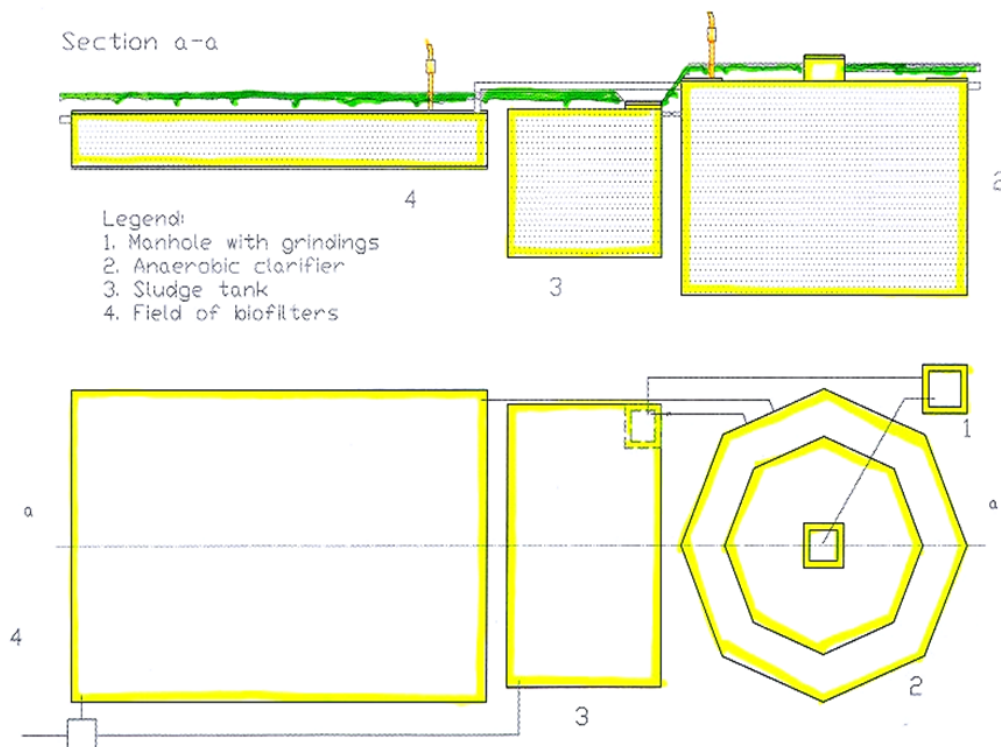 Section a-a
4
2
Legend:
1. Manhole with grindings
2. Anaerobic clarifier
3. Sludge tank
4. Field of biofilters
3
1
a
a
4
2
3